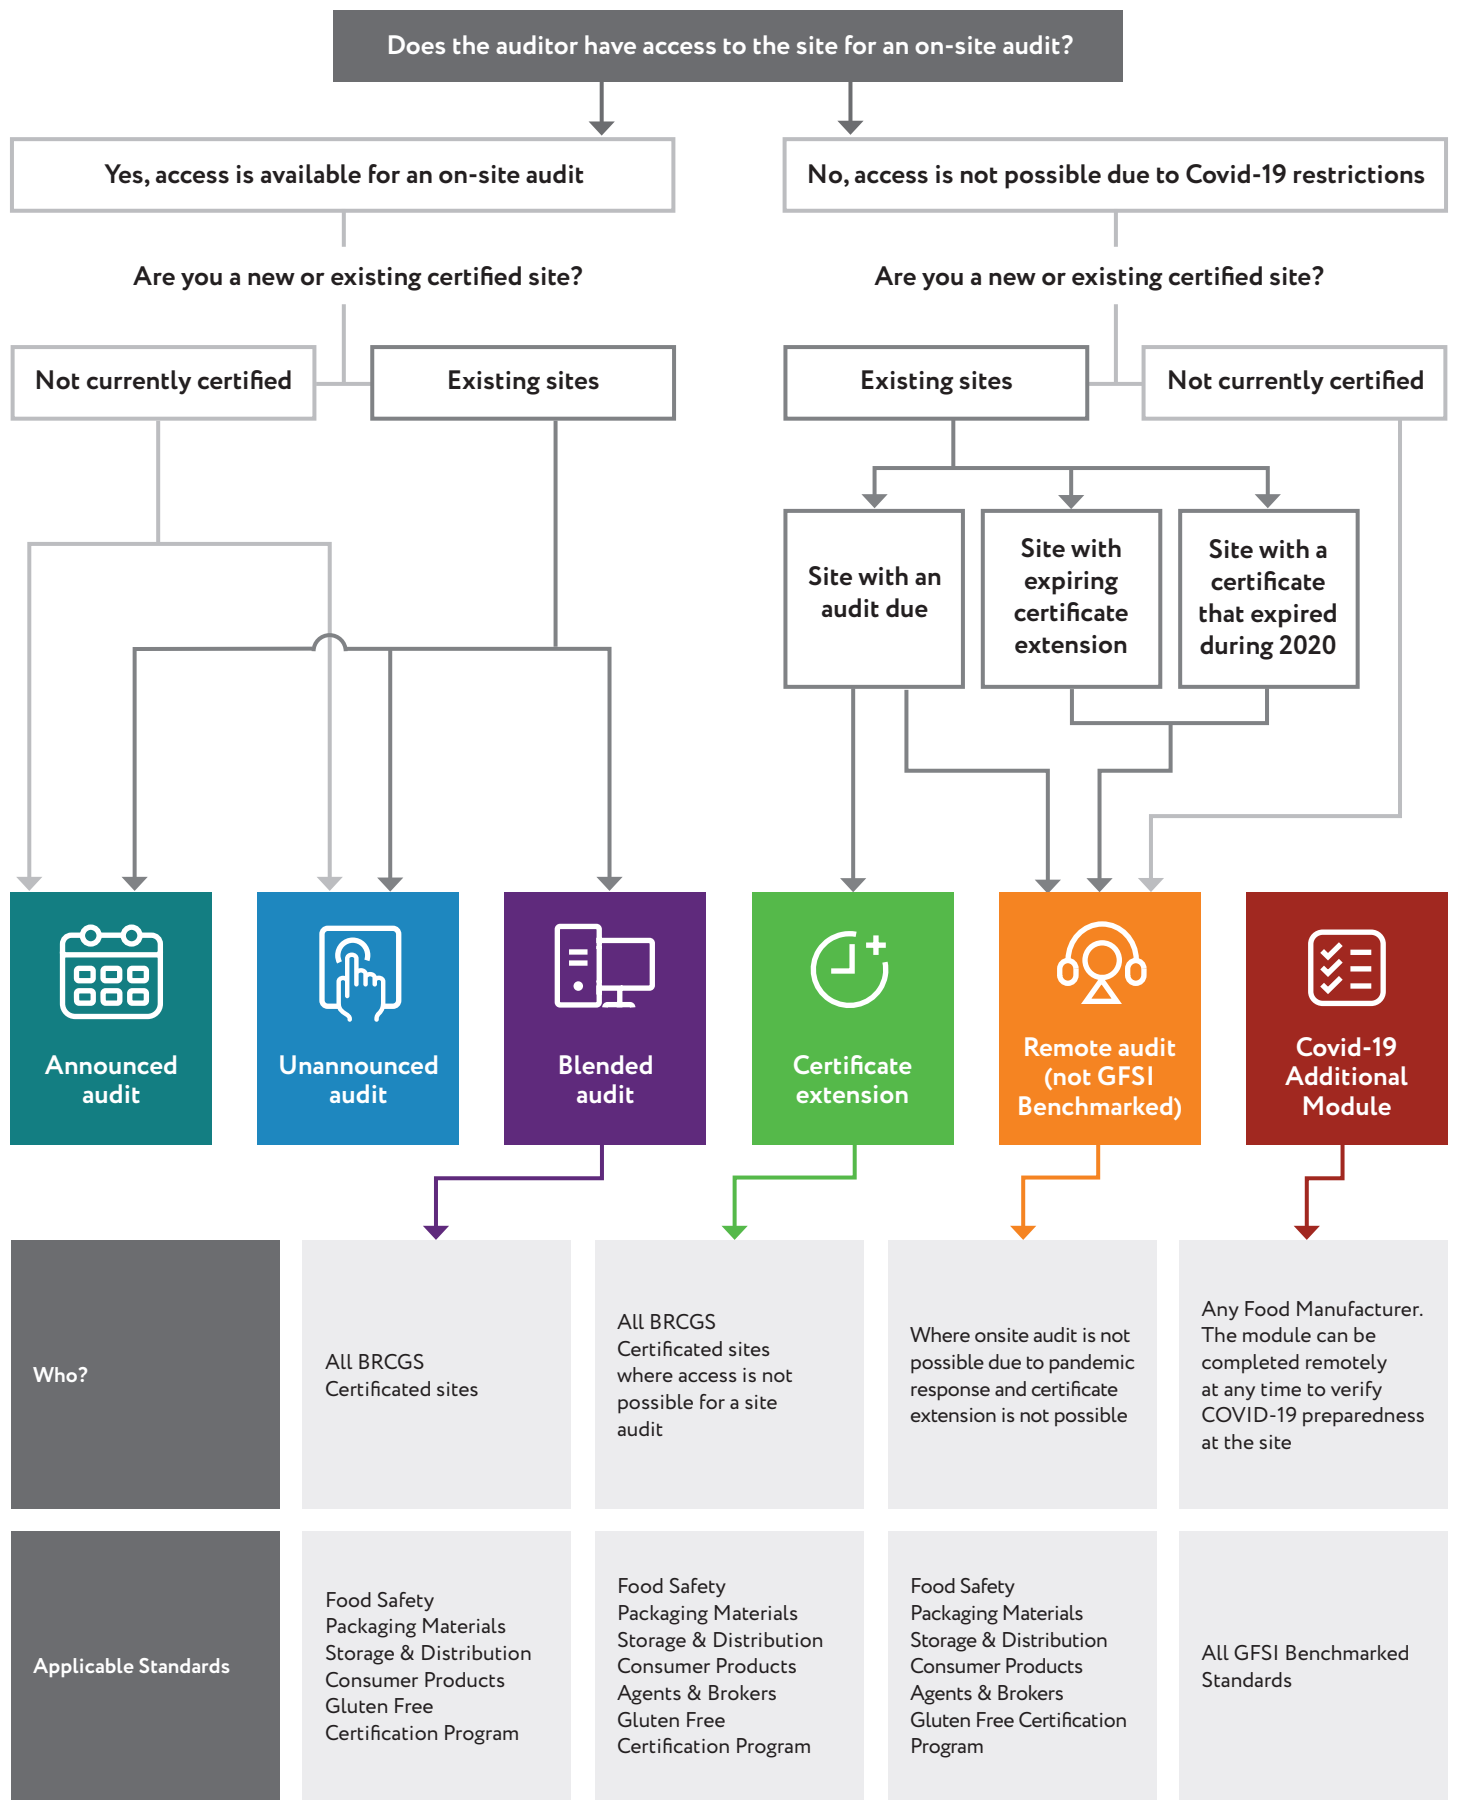 Does the auditor have access to the site for an on-site audit?
Yes, access is available for an on-site audit
No, access is not possible due to Covid-19 restrictions
Are you a new or existing certified site?
Are you a new or existing certified site?
Not currently certified
Existing sites
Existing sites
Not currently certified
Site with an
audit due
Site with
expiring
certificate
extension
Site with a
certificate
that expired
during 2020
Announced
audit
Unannounced
audit
Blended
audit
Certificate
extension
Remote audit
(not GFSI
Benchmarked)
Covid-19
Additional
Module
Who?
All BRCGS
Certificated sites
All BRCGS
Certificated sites
where access is not
possible for a site
audit
Where onsite audit is not
possible due to pandemic
response and certificate
extension is not possible
Any Food Manufacturer.
The module can be
completed remotely
at any time to verify
COVID-19 preparedness
at the site
Applicable Standards
Food Safety
Packaging Materials
Storage & Distribution
Consumer Products
Gluten Free
Certification Program
Food Safety
Packaging Materials
Storage & Distribution
Consumer Products
Agents & Brokers
Gluten Free
Certification Program
Food Safety
Packaging Materials
Storage & Distribution
Consumer Products
Agents & Brokers
Gluten Free Certification
Program
All GFSI Benchmarked
Standards